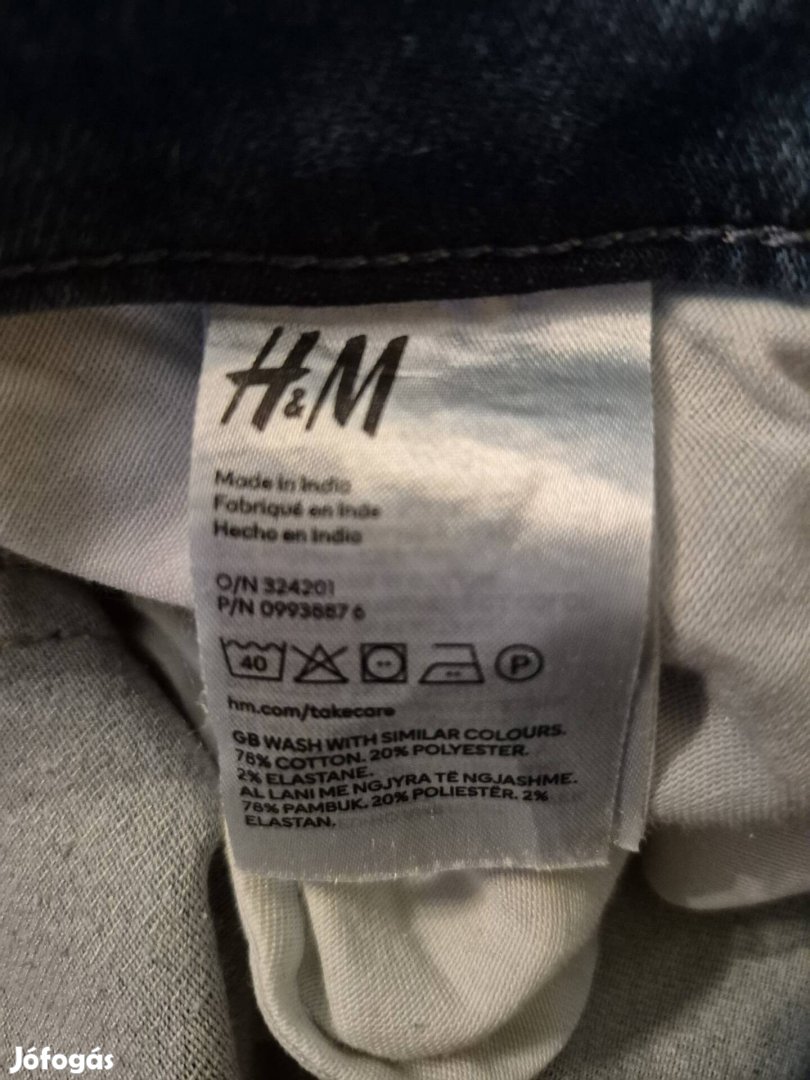 H&M
Made in India
Fabriqué en Inde
Hecho en India
O/N 324201
P/N 0993887 6
40 P
hm.com/takecare
GB WASH WITH SIMILAR COLOURS.
78% COTTON. 20% POLYESTER.
2% ELASTANE.
AL LANI ME NGJYRA TË NGJASHME.
78% PAMBUK. 20% POLIESTËR. 2%
ELASTAN.
Jófogás